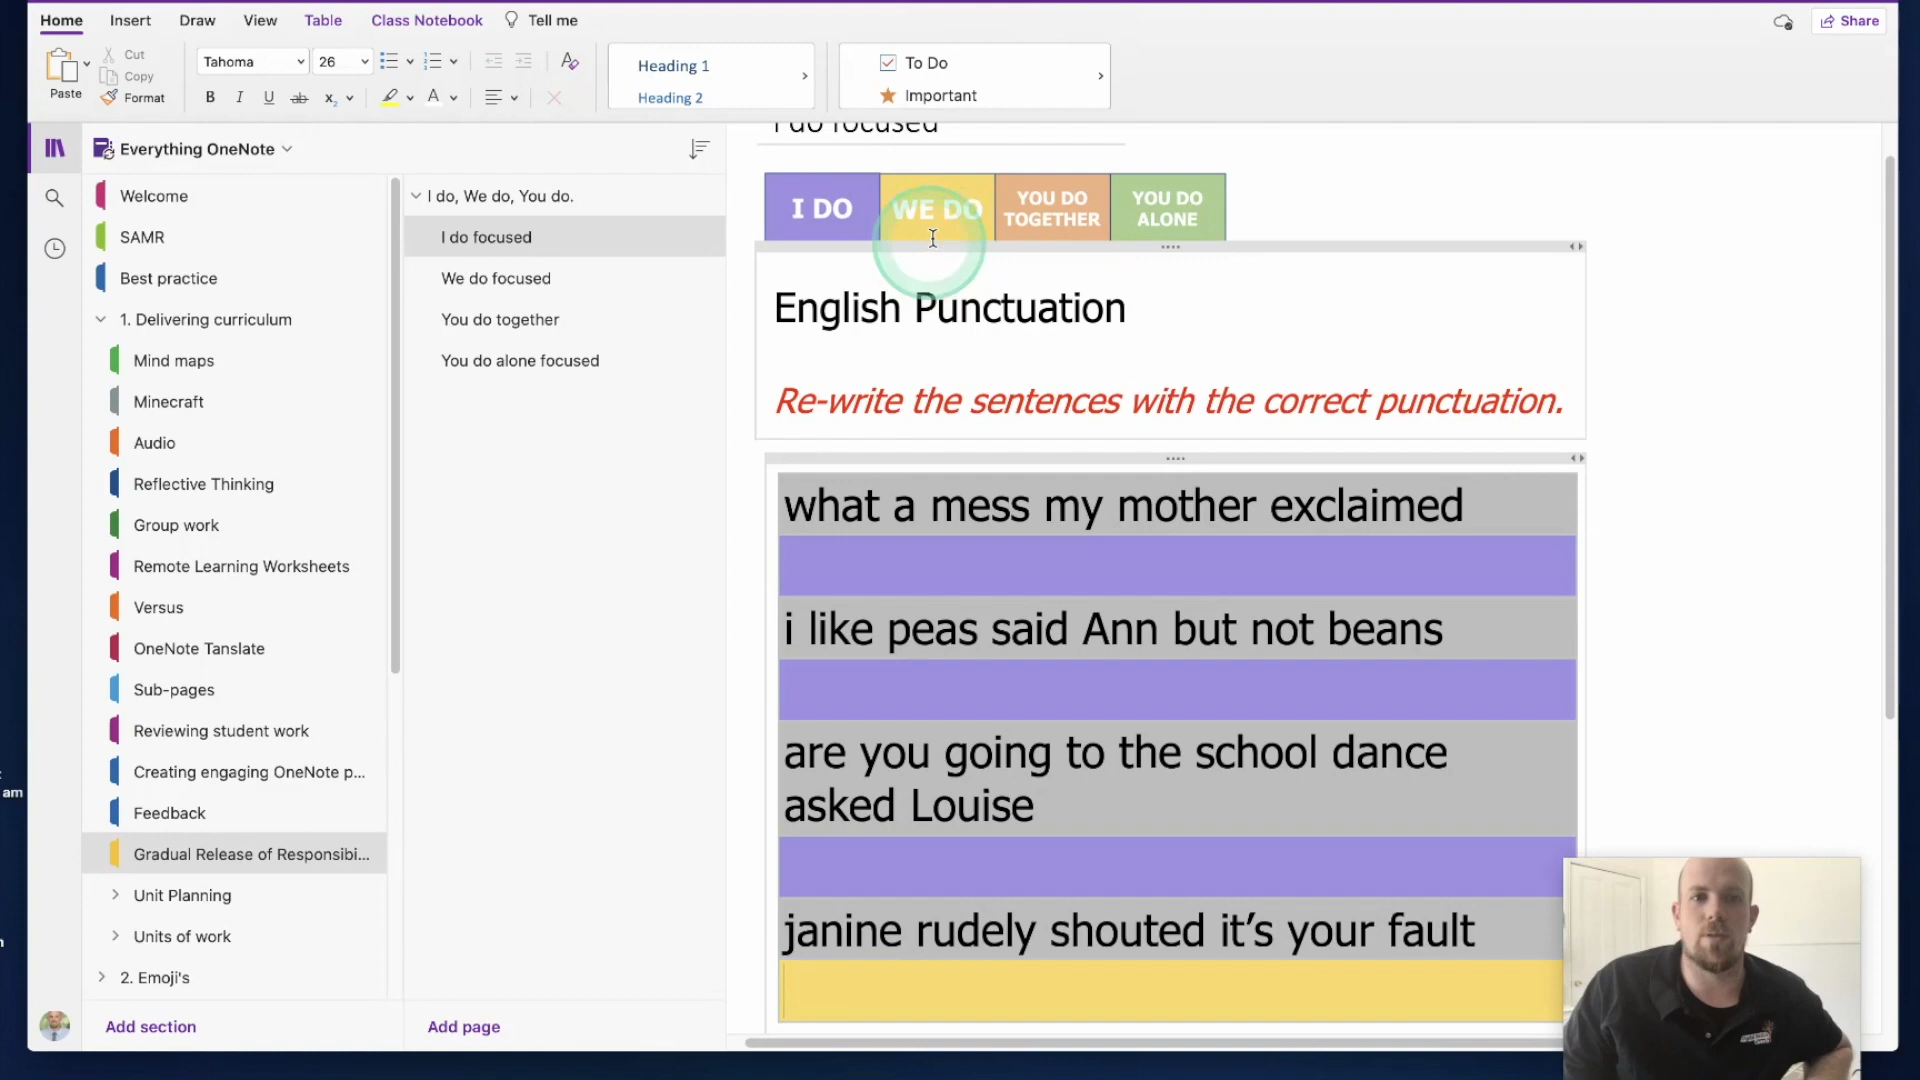 Home Insert Draw View Table Class Notebook Tell me
Share
Paste
Cut
Copy
Format
Tahoma 26
B I U ab x₂ A
Heading 1
Heading 2
To Do
Important
Everything OneNote
Welcome
SAMR
Best practice
1. Delivering curriculum
Mind maps
Minecraft
Audio
Reflective Thinking
Group work
Remote Learning Worksheets
Versus
OneNote Tanslate
Sub-pages
Reviewing student work
Creating engaging OneNote p...
Feedback
Gradual Release of Responsibi...
Unit Planning
Units of work
2. Emoji's
Add section
I do, We do, You do.
I do focused
We do focused
You do together
You do alone focused
Add page
I do focused
I DO
WE DO
YOU DO
TOGETHER
YOU DO
ALONE
English Punctuation
Re-write the sentences with the correct punctuation.
what a mess my mother exclaimed
i like peas said Ann but not beans
are you going to the school dance
asked Louise
janine rudely shouted it’s your fault
am